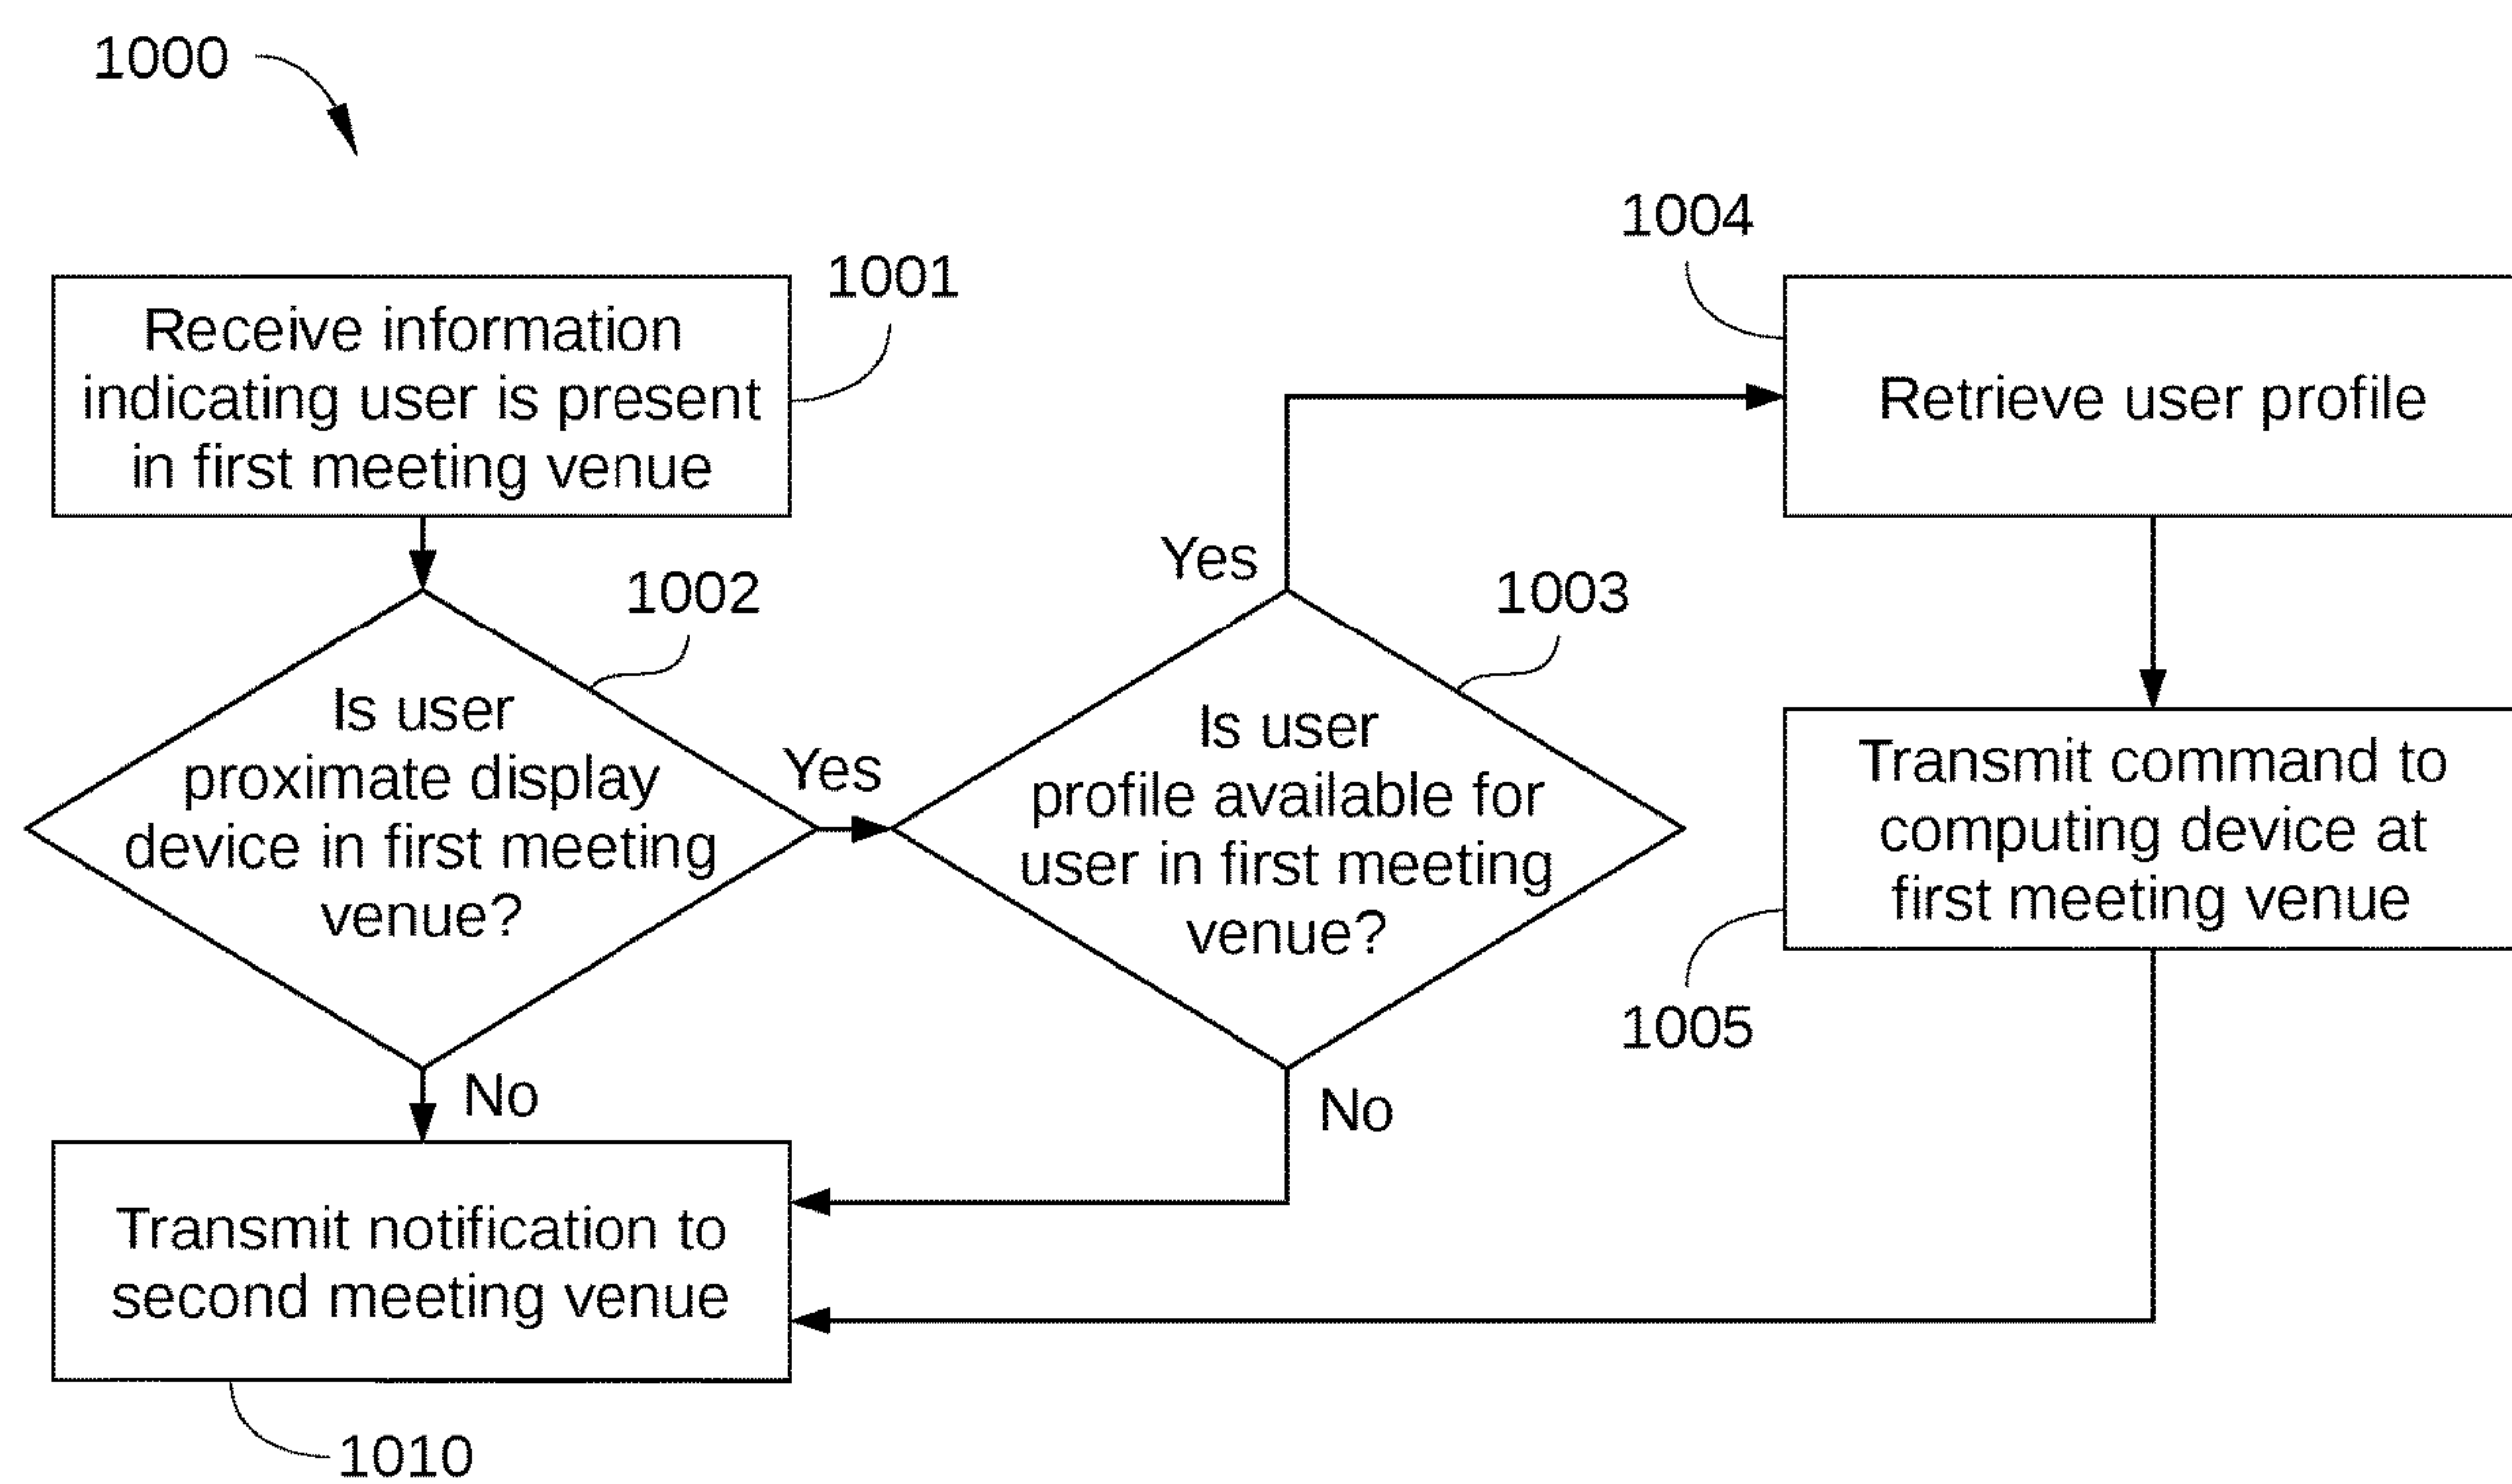 1000
1001
Receive information
indicating user is present
in first meeting venue
1002
Is user
proximate display
device in first meeting
venue?
Yes
No
1003
Is user
profile available for
user in first meeting
venue?
Yes
No
1004
Retrieve user profile
Transmit command to
computing device at
first meeting venue
1005
Transmit notification to
second meeting venue
1010